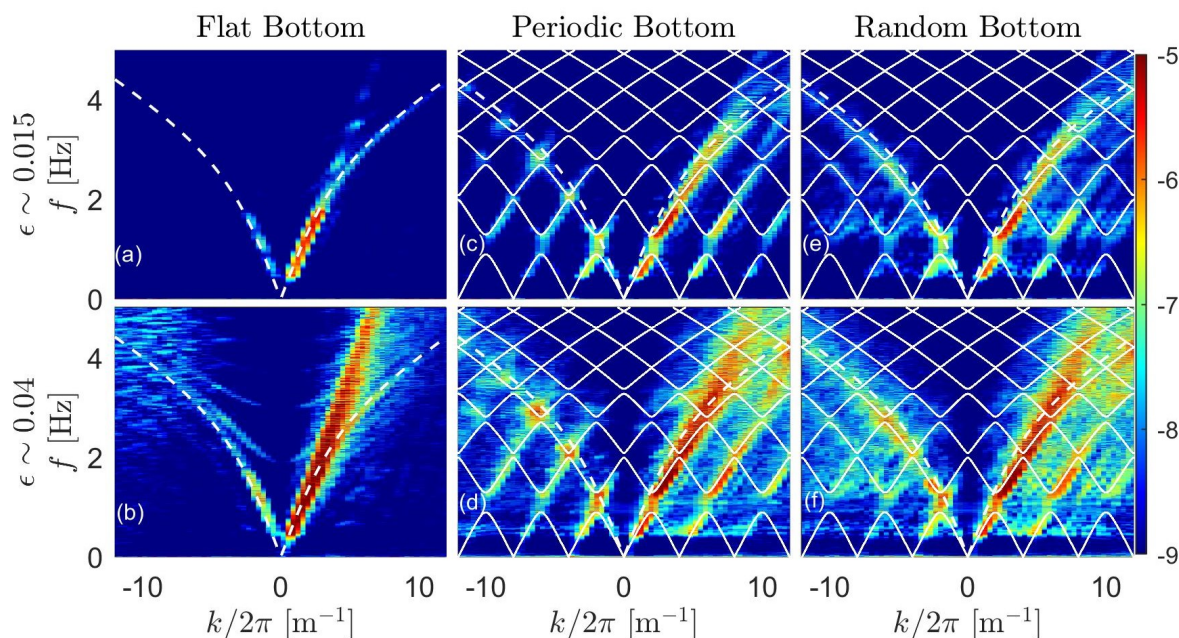 Flat Bottom Periodic Bottom Random Bottom
ϵ ∼ 0.015
f [Hz]
4
2
0
(a)
(c)
(e)
-5
-6
-7
-8
-9
ϵ ∼ 0.04
f [Hz]
4
2
0
(b)
(d)
(f)
-10 0 10 -10 0 10 -10 0 10
k/2π [m⁻¹] k/2π [m⁻¹] k/2π [m⁻¹]